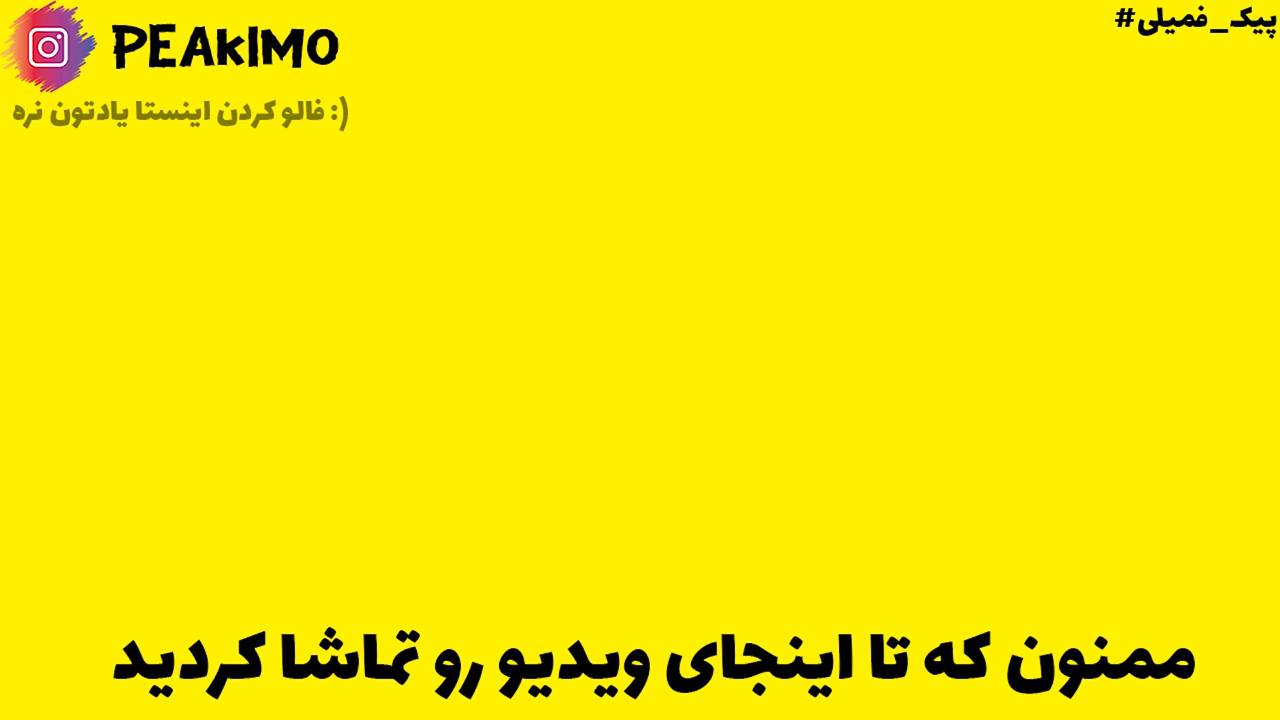 PEAkIMO
فالو کردن اینستا یادتون نره :)
#پیک_فمیلی
ممنون که تا اینجای ویدیو رو تماشا کردید